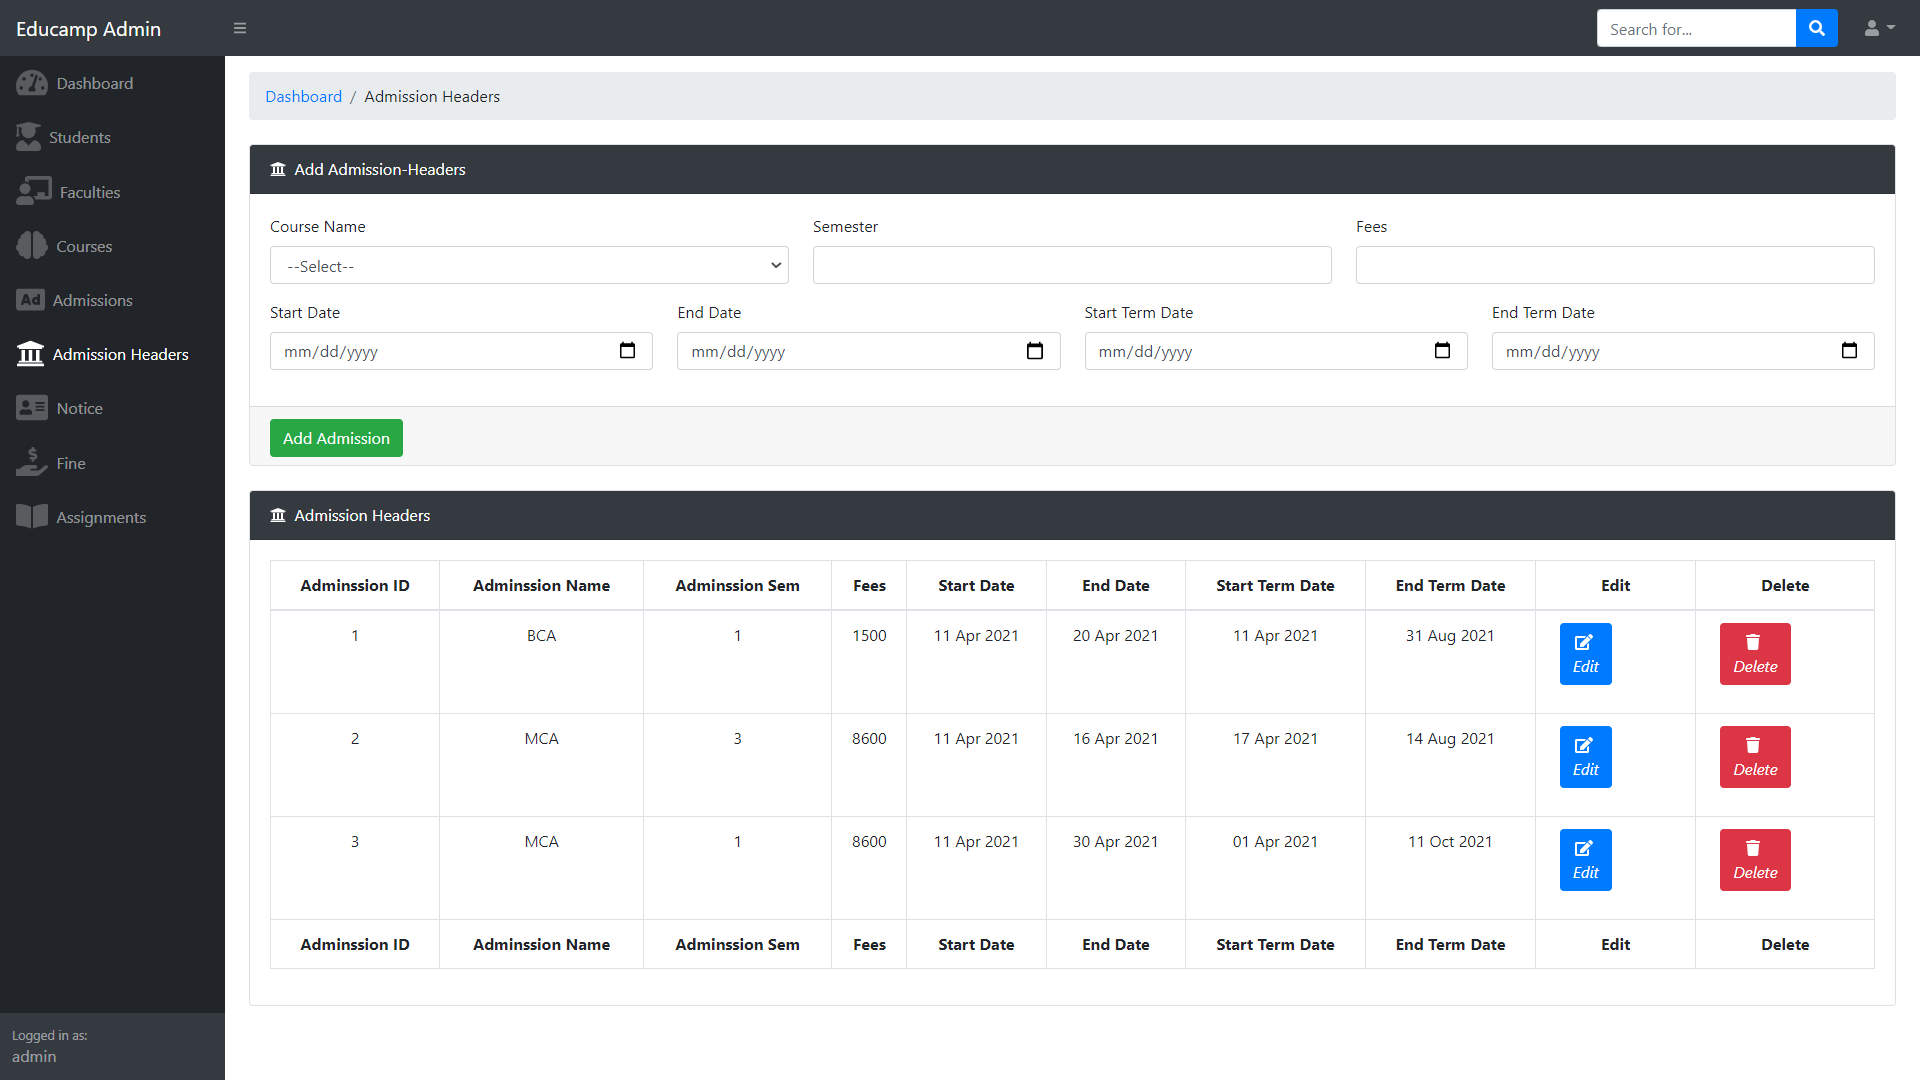 Educamp Admin
Search for...
Dashboard
Students
Faculties
Courses
Ad Admissions
Admission Headers
Notice
Fine
Assignments
Logged in as:
admin
Dashboard / Admission Headers
Add Admission-Headers
Course Name Semester Fees
--Select--
Start Date End Date Start Term Date End Term Date
mm/dd/yyyy mm/dd/yyyy mm/dd/yyyy mm/dd/yyyy
Add Admission
Admission Headers
Adminssion ID Adminssion Name Adminssion Sem Fees Start Date End Date Start Term Date End Term Date Edit Delete
1 BCA 1 1500 11 Apr 2021 20 Apr 2021 11 Apr 2021 31 Aug 2021 Edit Delete
2 MCA 3 8600 11 Apr 2021 16 Apr 2021 17 Apr 2021 14 Aug 2021 Edit Delete
3 MCA 1 8600 11 Apr 2021 30 Apr 2021 01 Apr 2021 11 Oct 2021 Edit Delete
Adminssion ID Adminssion Name Adminssion Sem Fees Start Date End Date Start Term Date End Term Date Edit Delete